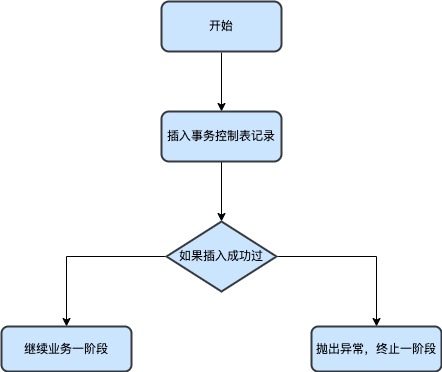 开始
插入事务控制表记录
如果插入成功过
继续业务一阶段
抛出异常，终止一阶段